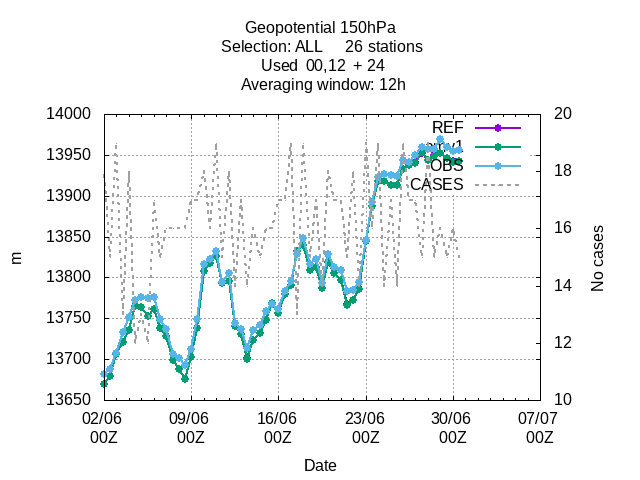 Geopotential 150hPa
Selection: ALL 26 stations
Used 00,12 + 24
Averaging window: 12h
14000
13950
13900
13850
13800
13750
13700
13650
m
20
18
16
14
12
10
No cases
REF
OBS
CASES
02/06 09/06 16/06 23/06 30/06 07/07
00Z 00Z 00Z 00Z 00Z 00Z
Date